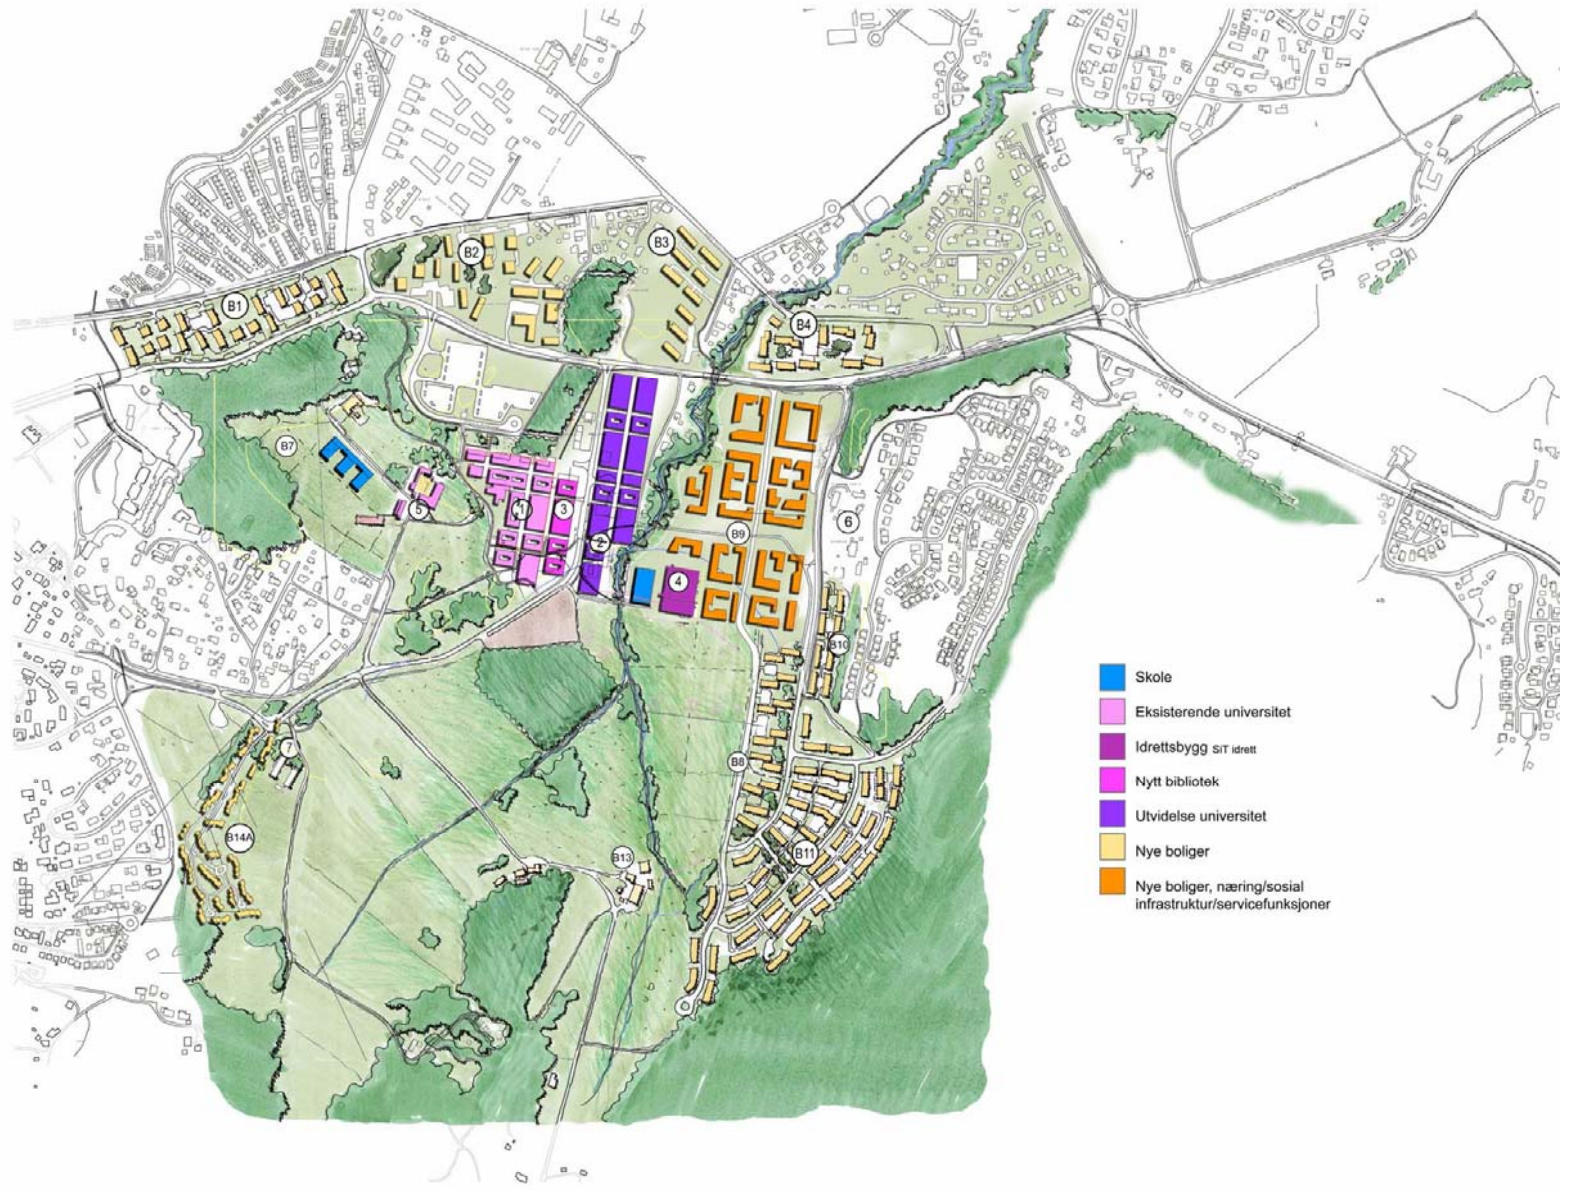 B3
B2
B1
B4
B7
5
1
3
6
B9
2
4
B10
7
B8
B14A
B11
B13
Skole
Eksisterende universitet
Idrettsbygg SiT idrett
Nytt bibliotek
Utvidelse universitet
Nye boliger
Nye boliger, næring/sosial
infrastruktur/servicefunksjoner